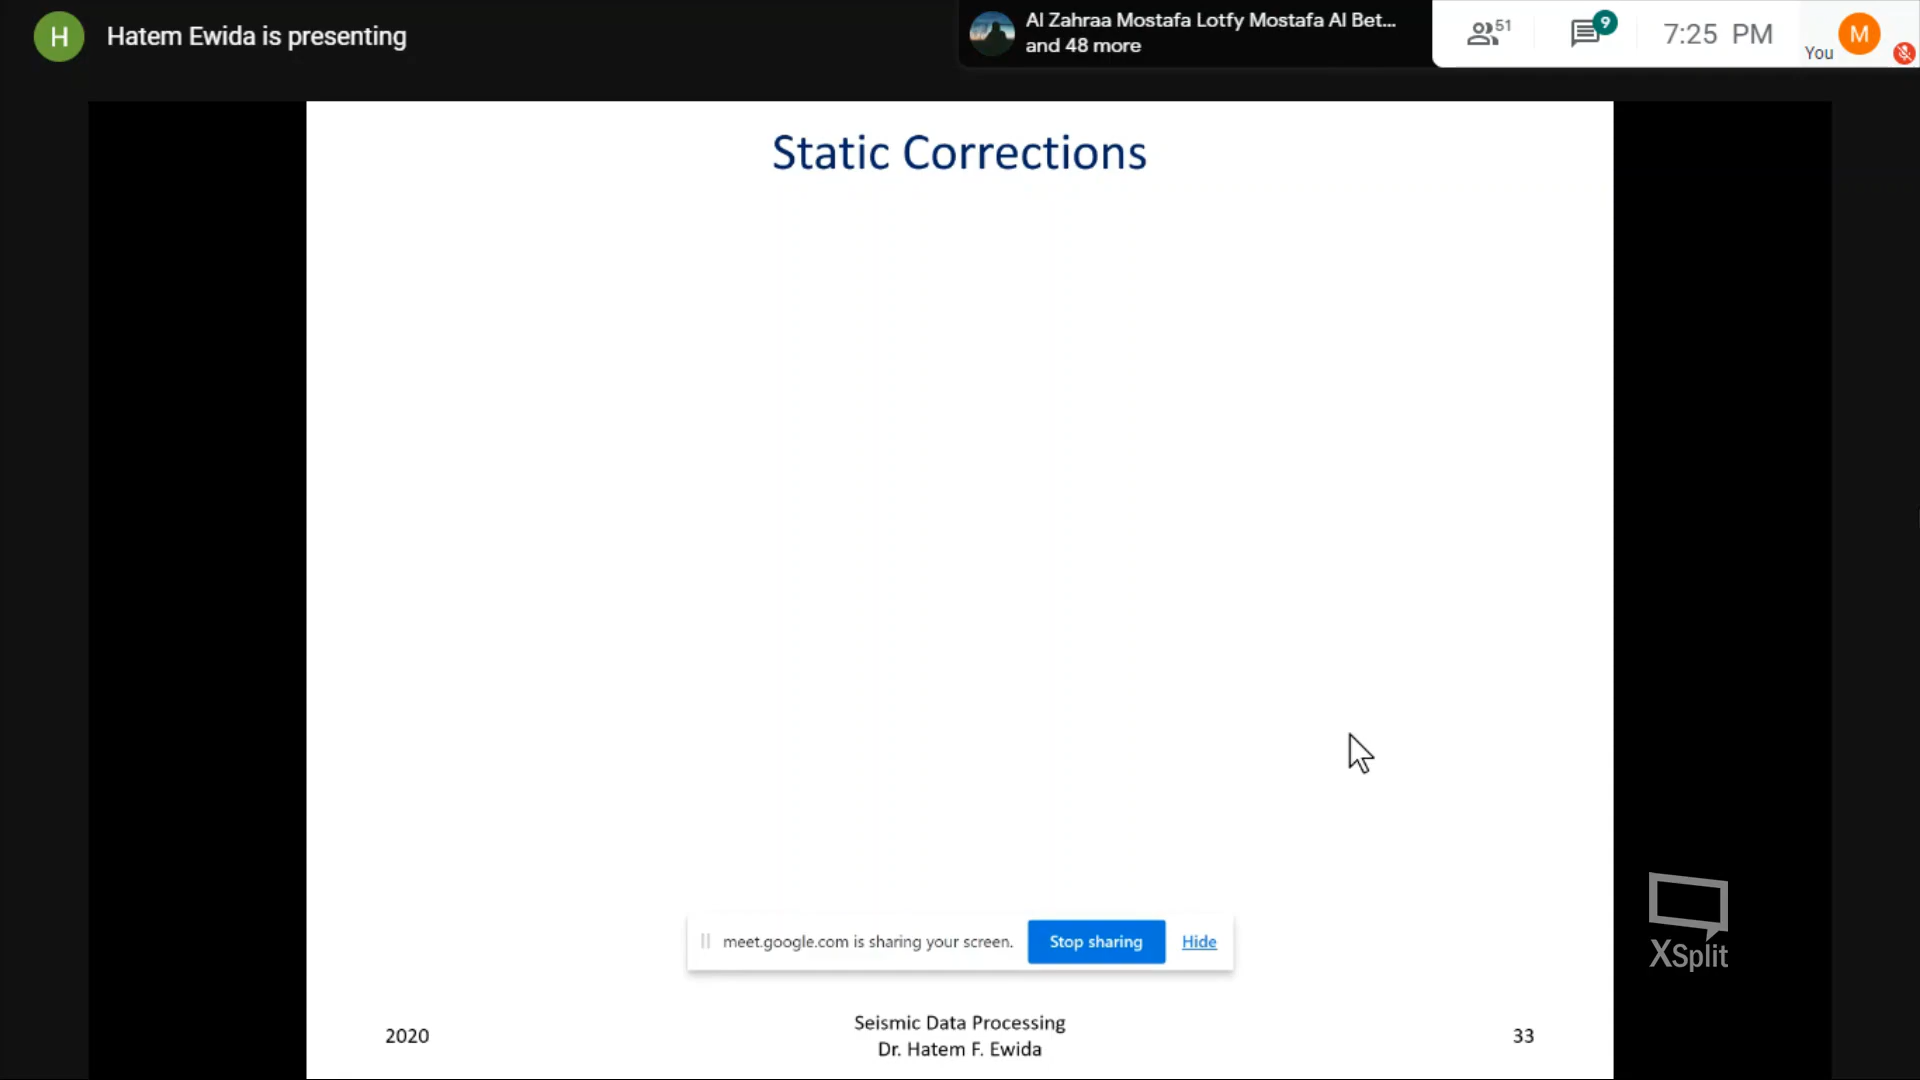 H
Hatem Ewida is presenting
Al Zahraa Mostafa Lotfy Mostafa Al Bet...
and 48 more
51
9
7:25 PM
You
M
Static Corrections
meet.google.com is sharing your screen.
Stop sharing
Hide
XSplit
2020
Seismic Data Processing
Dr. Hatem F. Ewida
33